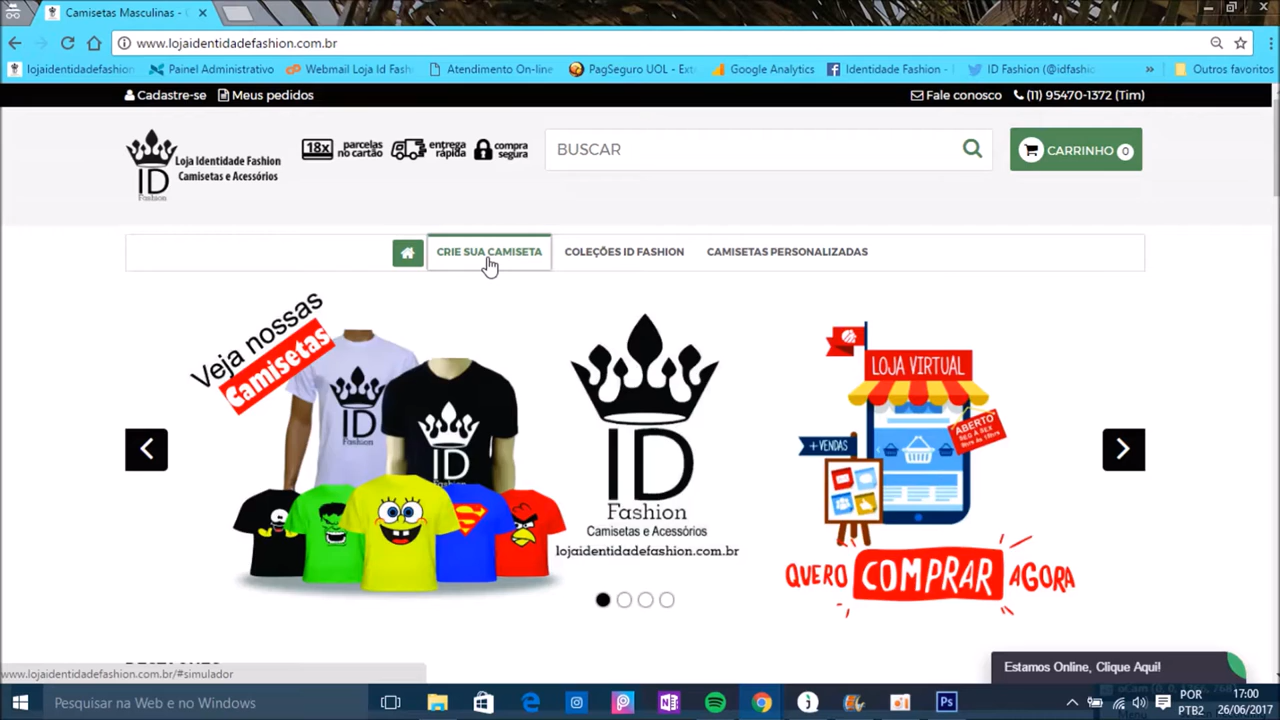 Camisetas Masculinas - 
www.lojaidentidadefashion.com.br
lojaidentidadefashion
Painel Administrativo
Webmail Loja Id Fash
Atendimento On-line
PagSeguro UOL - Ext
Google Analytics
Identidade Fashion -
ID Fashion (@idfashio
»
Outros favoritos
Cadastre-se
Meus pedidos
Fale conosco
(11) 95470-1372 (Tim)
ID
Fashion
Loja Identidade Fashion
Camisetas e Acessórios
18x
parcelas
no cartão
entrega
rápida
compra
segura
BUSCAR
CARRINHO 0
CRIE SUA CAMISETA
COLEÇÕES ID FASHION
CAMISETAS PERSONALIZADAS
Veja nossas
Camisetas
ID
Fashion
ID
ID
Fashion
Camisetas e Acessórios
lojaidentidadefashion.com.br
LOJA VIRTUAL
ABERTO
+VENDAS
QUERO COMPRAR AGORA
www.lojaidentidadefashion.com.br/#simulador
Estamos Online, Clique Aqui!
Pesquisar na Web e no Windows
Ps
POR
PTB2
17:00
26/06/2017